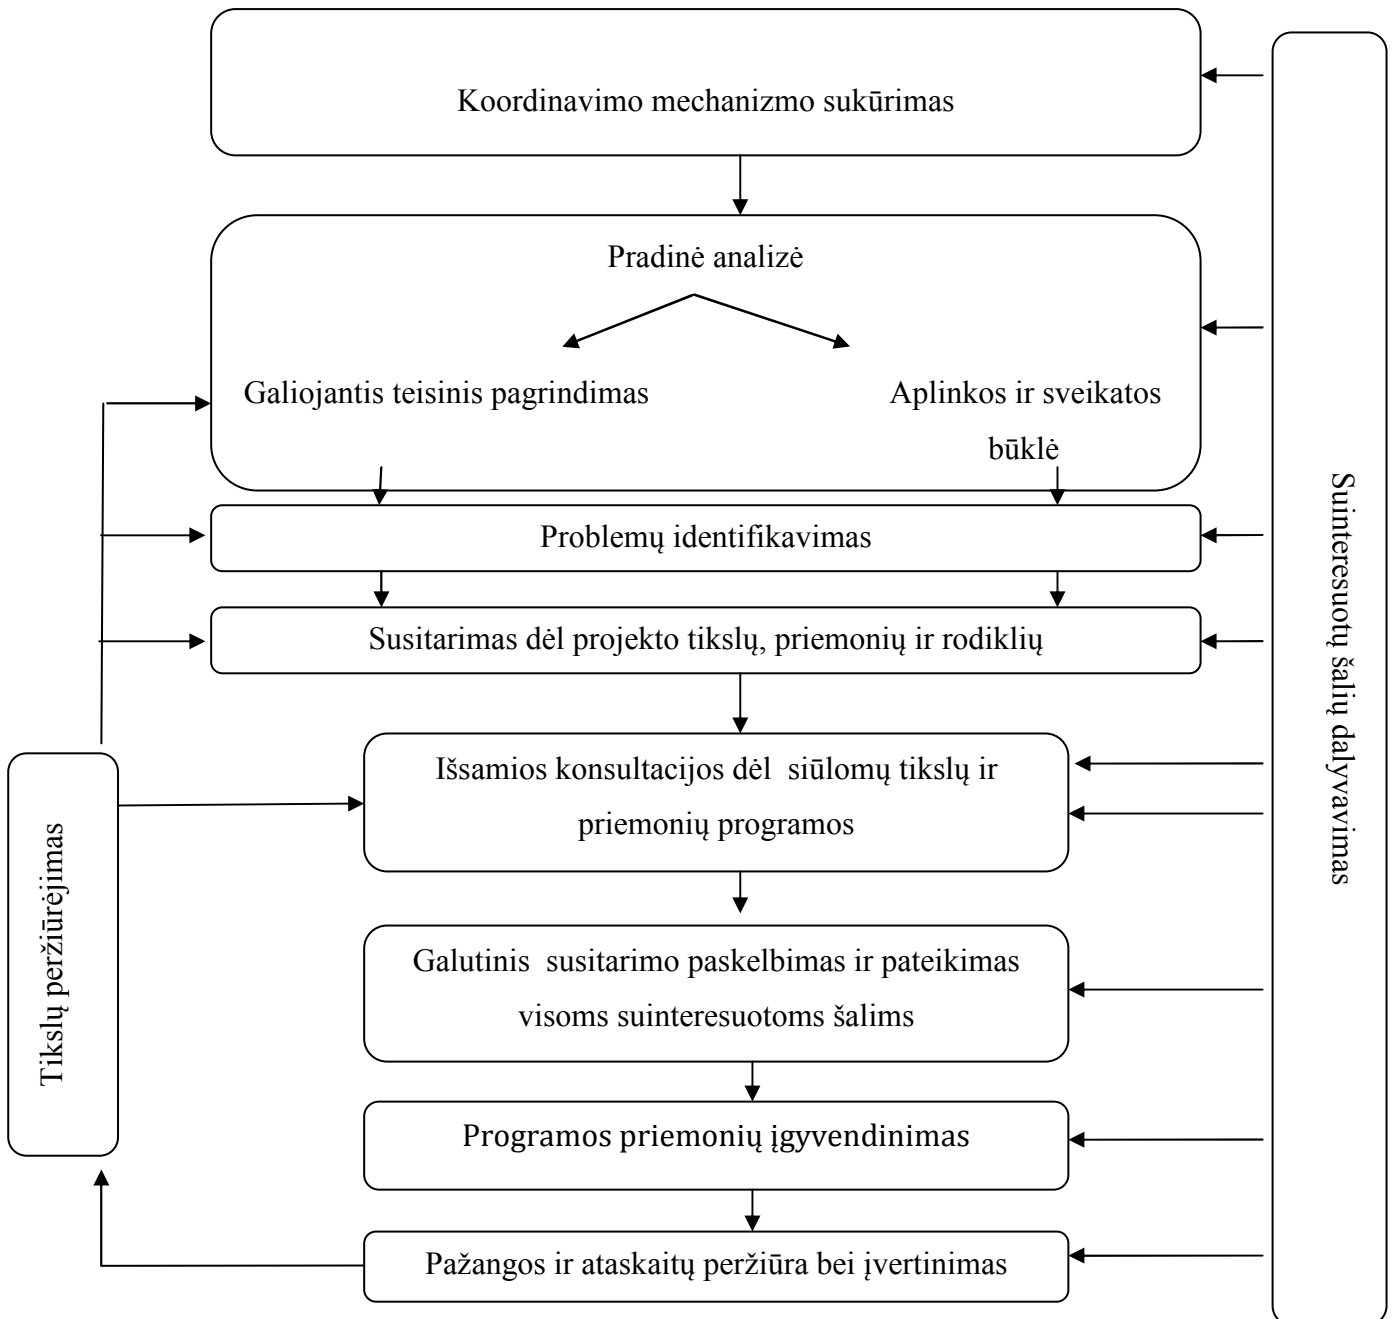 Koordinavimo mechanizmo sukūrimas
Pradinė analizė
Galiojantis teisinis pagrindimas
Aplinkos ir sveikatos
būklė
Problemų identifikavimas
Susitarimas dėl projekto tikslų, priemonių ir rodiklių
Išsamios konsultacijos dėl  siūlomų tikslų ir
priemonių programos
Galutinis  susitarimo paskelbimas ir pateikimas
visoms suinteresuotoms šalims
Programos priemonių įgyvendinimas
Pažangos ir ataskaitų peržiūra bei įvertinimas
Tikslų peržiūrėjimas
Suinteresuotų šalių dalyvavimas